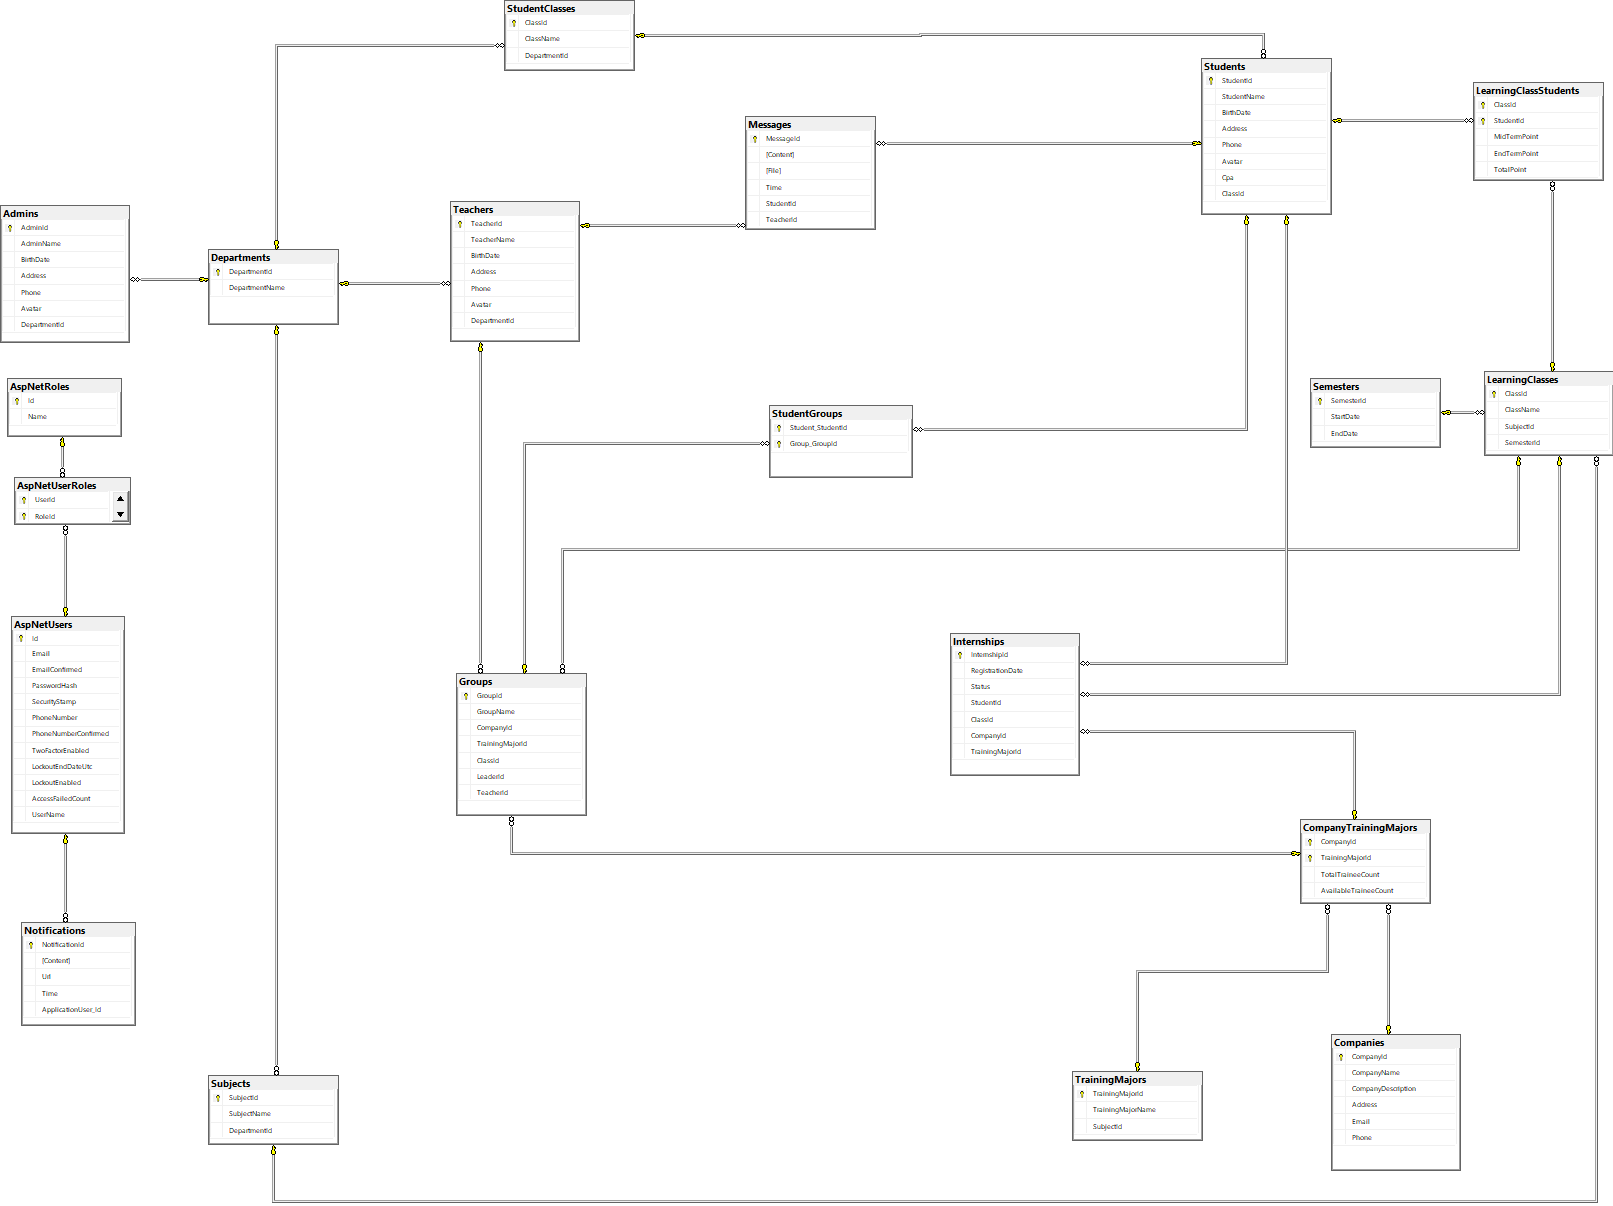 StudentClasses
ClassId
ClassName
DepartmentId
Students
StudentId
StudentName
BirthDate
Address
Phone
Avatar
Cpa
ClassId
LearningClassStudents
ClassId
StudentId
MidTermPoint
EndTermPoint
TotalPoint
Messages
MessageId
[Content]
[File]
Time
StudentId
TeacherId
Teachers
TeacherId
TeacherName
BirthDate
Address
Phone
Avatar
DepartmentId
Admins
AdminId
AdminName
BirthDate
Address
Phone
Avatar
DepartmentId
Departments
DepartmentId
DepartmentName
AspNetRoles
Id
Name
AspNetUserRoles
UserId
RoleId
StudentGroups
Student_StudentId
Group_GroupId
Semesters
SemesterId
StartDate
EndDate
LearningClasses
ClassId
ClassName
SubjectId
SemesterId
AspNetUsers
Id
Email
EmailConfirmed
PasswordHash
SecurityStamp
PhoneNumber
PhoneNumberConfirmed
TwoFactorEnabled
LockoutEndDateUtc
LockoutEnabled
AccessFailedCount
UserName
Groups
GroupId
GroupName
CompanyId
TrainingMajorId
ClassId
LeaderId
TeacherId
Internships
InternshipId
RegistrationDate
Status
StudentId
ClassId
CompanyId
TrainingMajorId
CompanyTrainingMajors
CompanyId
TrainingMajorId
TotalTraineeCount
AvailableTraineeCount
Notifications
NotificationId
[Content]
Url
Time
ApplicationUser_Id
Subjects
SubjectId
SubjectName
DepartmentId
TrainingMajors
TrainingMajorId
TrainingMajorName
SubjectId
Companies
CompanyId
CompanyName
CompanyDescription
Address
Email
Phone